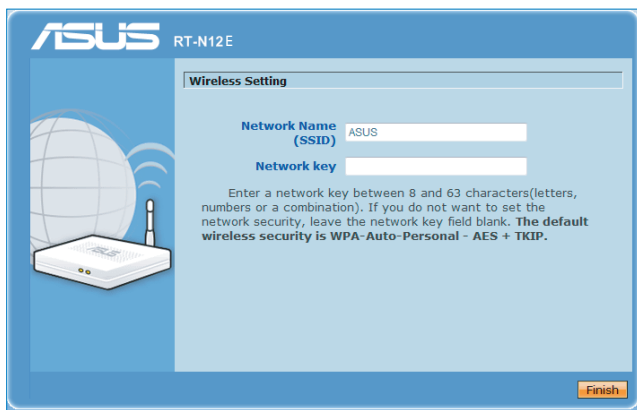 ASUS RT-N12E
Wireless Setting
Network Name
(SSID)
ASUS
Network key
Enter a network key between 8 and 63 characters(letters,
numbers or a combination). If you do not want to set the
network security, leave the network key field blank. The default
wireless security is WPA-Auto-Personal - AES + TKIP.
ASUS
Finish